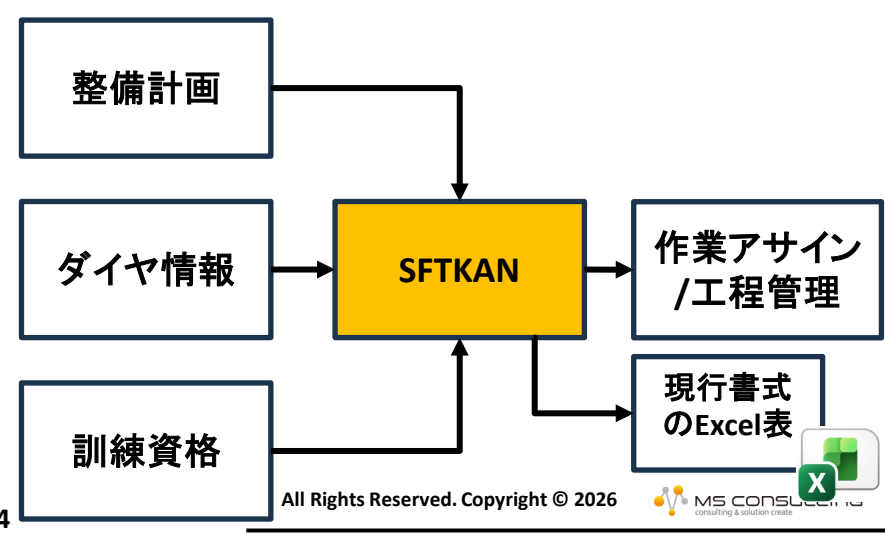 整備計画
ダイヤ情報
SFTKAN
作業アサイン
/工程管理
現行書式
のExcel表
訓練資格
X
All Rights Reserved. Copyright © 2026
MS CONSULTING
consulting & solution create
4